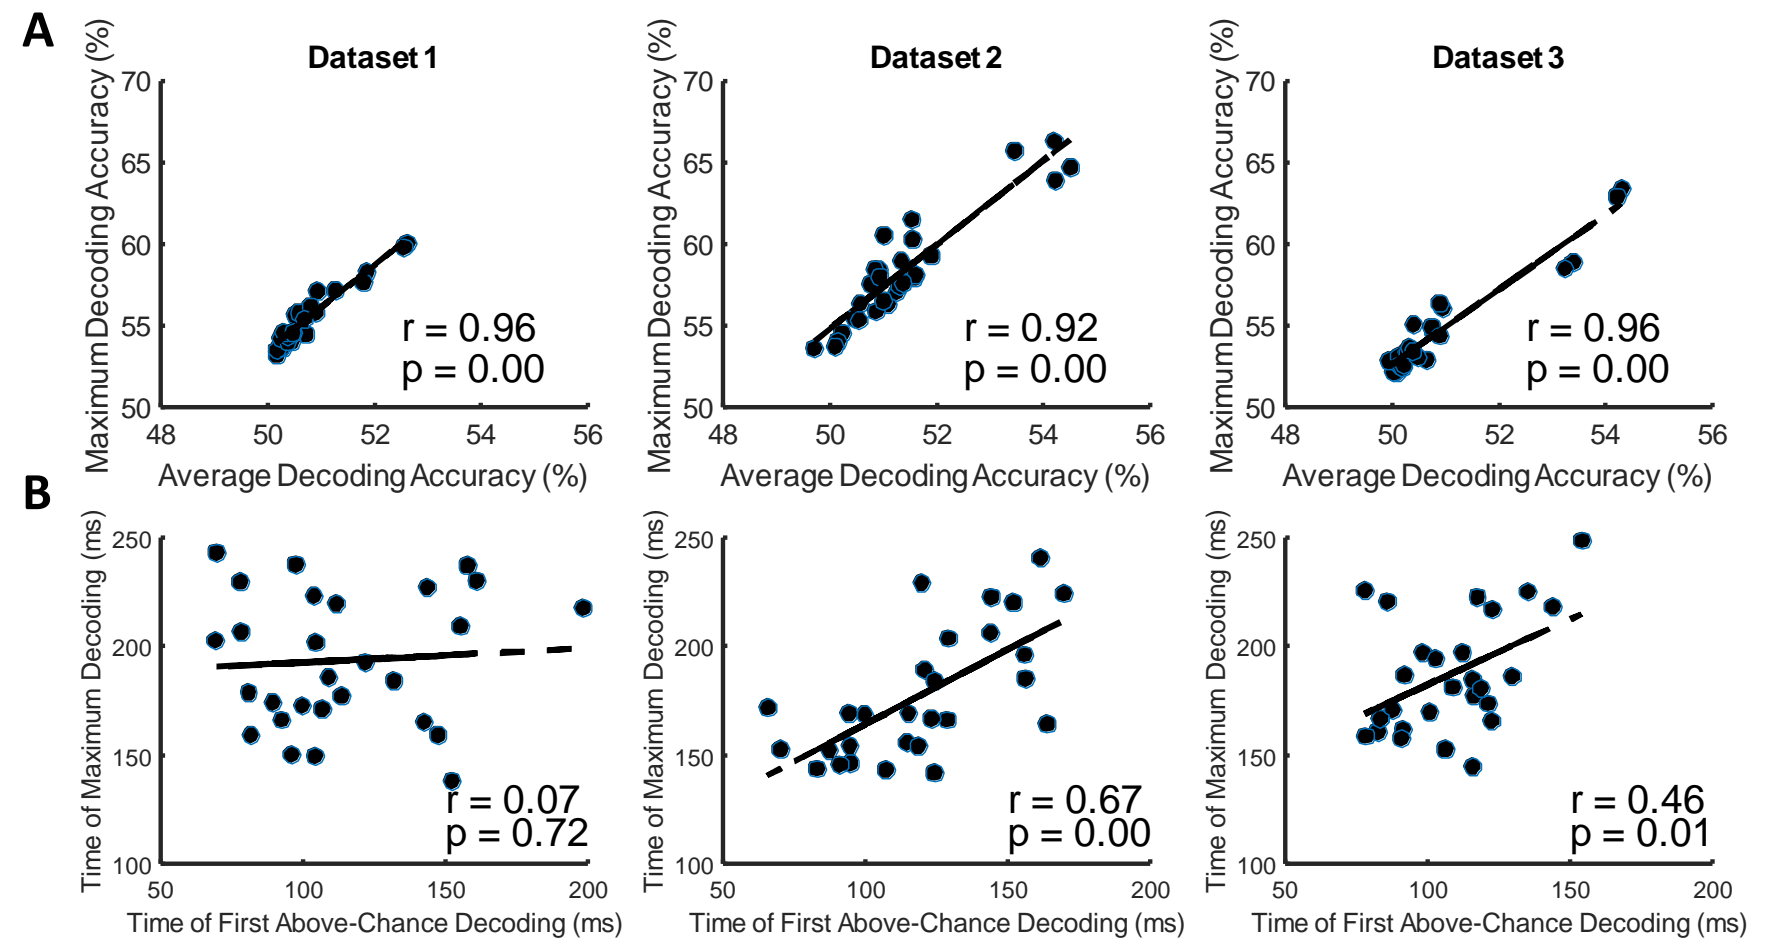 A
Dataset 1
Dataset 2
Dataset 3
Maximum Decoding Accuracy (%)
70
65
60
55
50
48 50 52 54 56
Average Decoding Accuracy (%)
r = 0.96
p = 0.00
Maximum Decoding Accuracy (%)
70
65
60
55
50
48 50 52 54 56
Average Decoding Accuracy (%)
r = 0.92
p = 0.00
Maximum Decoding Accuracy (%)
70
65
60
55
50
48 50 52 54 56
Average Decoding Accuracy (%)
r = 0.96
p = 0.00
B
Time of Maximum Decoding (ms)
250
200
150
100
50 100 150 200
Time of First Above-Chance Decoding (ms)
r = 0.07
p = 0.72
Time of Maximum Decoding (ms)
250
200
150
100
50 100 150 200
Time of First Above-Chance Decoding (ms)
r = 0.67
p = 0.00
Time of Maximum Decoding (ms)
250
200
150
100
50 100 150 200
Time of First Above-Chance Decoding (ms)
r = 0.46
p = 0.01